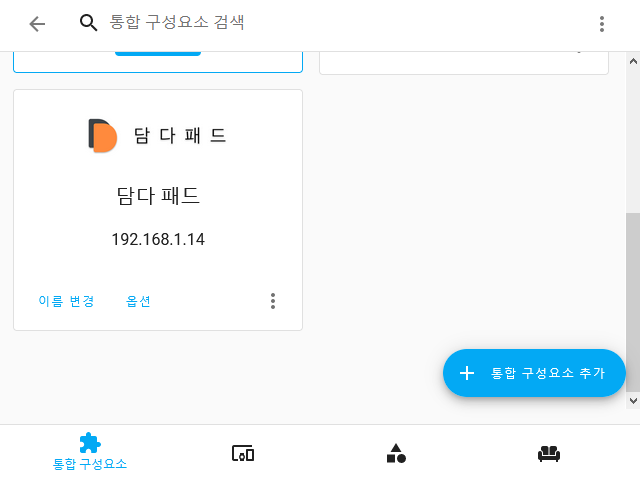 통합 구성요소 검색
담다패드
담다 패드
192.168.1.14
이름 변경 옵션
통합 구성요소 추가
통합 구성요소